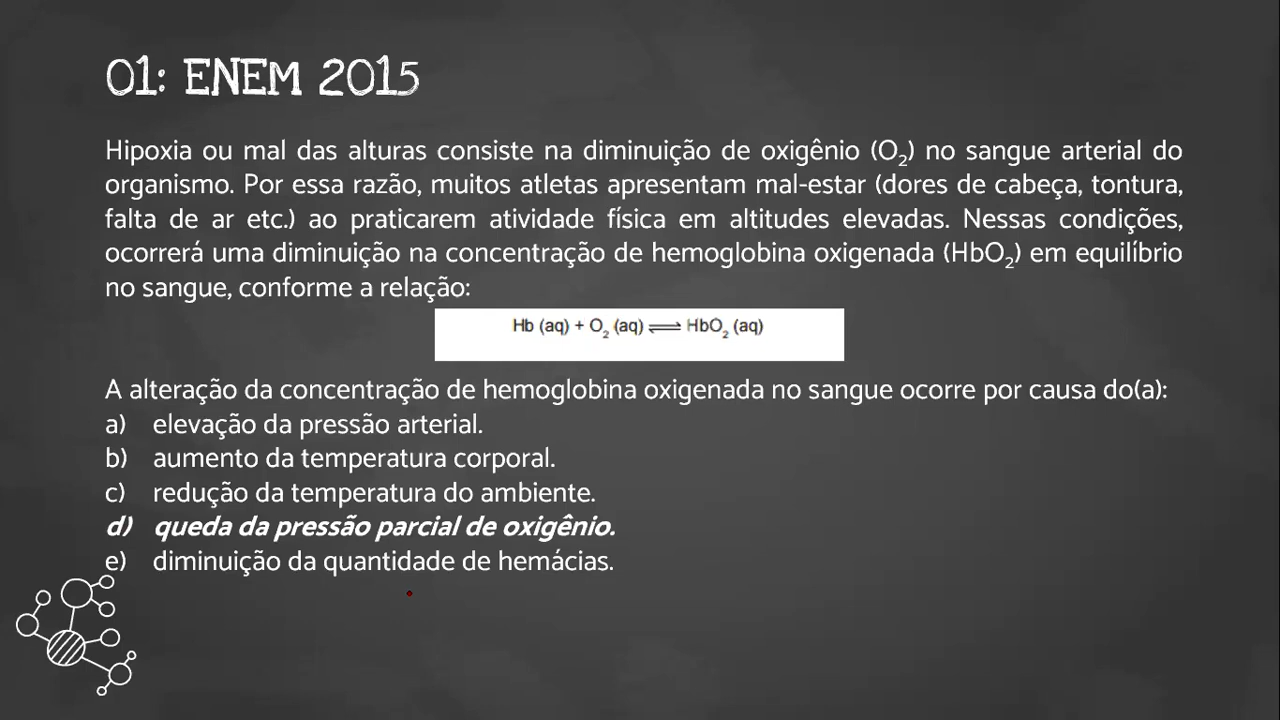 01: ENEM 2015
Hipoxia ou mal das alturas consiste na diminuição de oxigênio (O₂) no sangue arterial do
organismo. Por essa razão, muitos atletas apresentam mal-estar (dores de cabeça, tontura,
falta de ar etc.) ao praticarem atividade física em altitudes elevadas. Nessas condições,
ocorrerá uma diminuição na concentração de hemoglobina oxigenada (HbO₂) em equilíbrio
no sangue, conforme a relação:
Hb (aq) + O₂ (aq) ⇌ HbO₂ (aq)
A alteração da concentração de hemoglobina oxigenada no sangue ocorre por causa do(a):
a) elevação da pressão arterial.
b) aumento da temperatura corporal.
c) redução da temperatura do ambiente.
d) queda da pressão parcial de oxigênio.
e) diminuição da quantidade de hemácias.